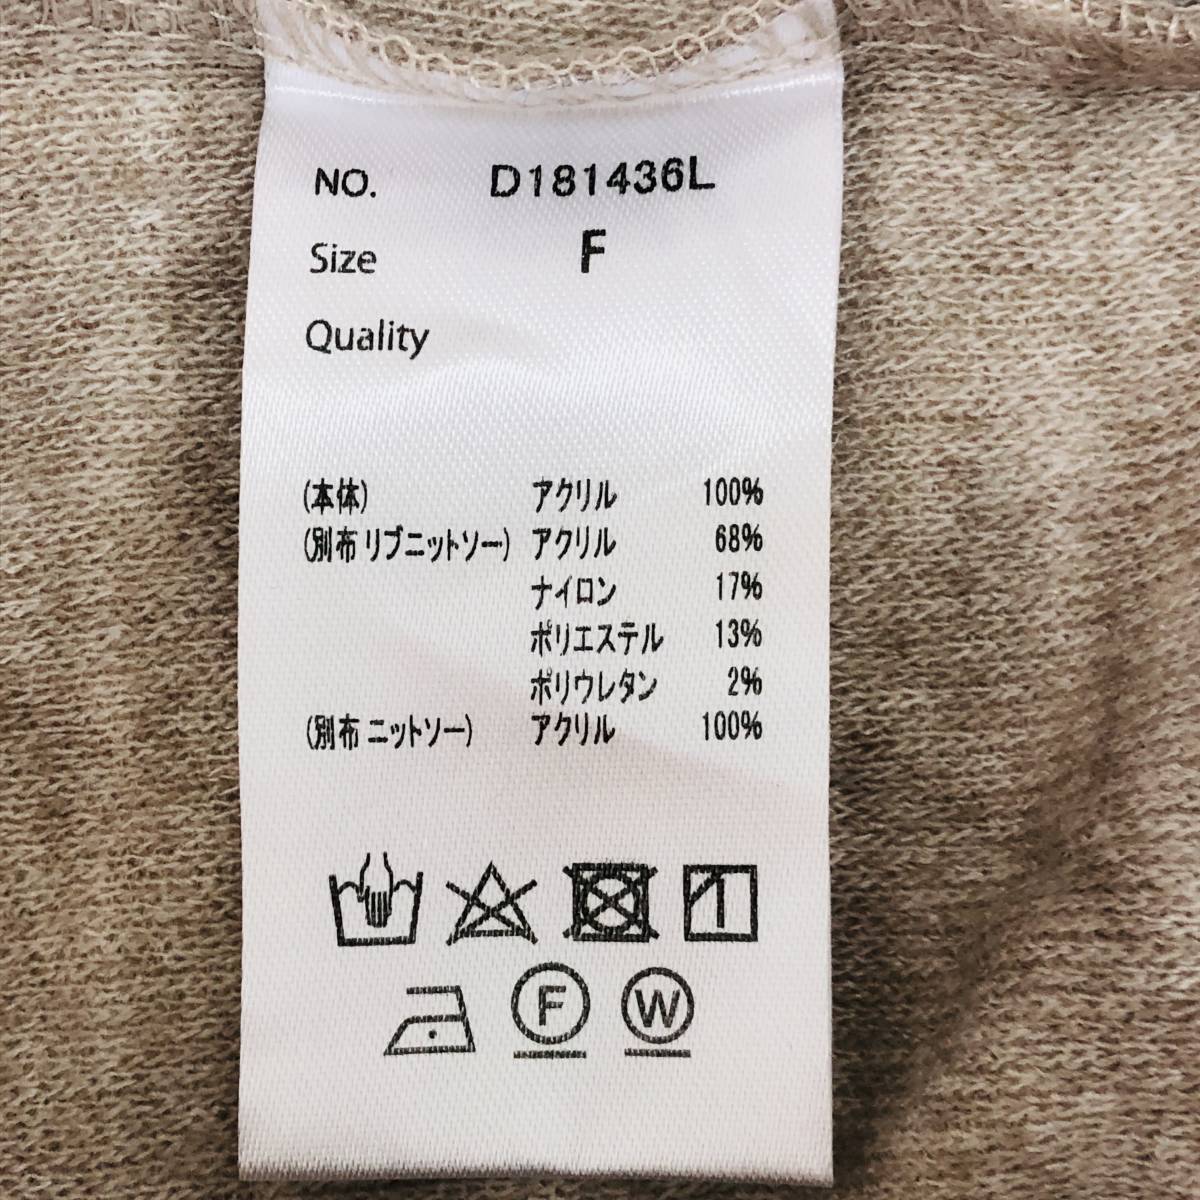 NO. D181436L
Size F
Quality
(本体) アクリル 100%
(別布 リブニットソー) アクリル 68%
ナイロン 17%
ポリエステル 13%
ポリウレタン 2%
(別布 ニットソー) アクリル 100%
F W